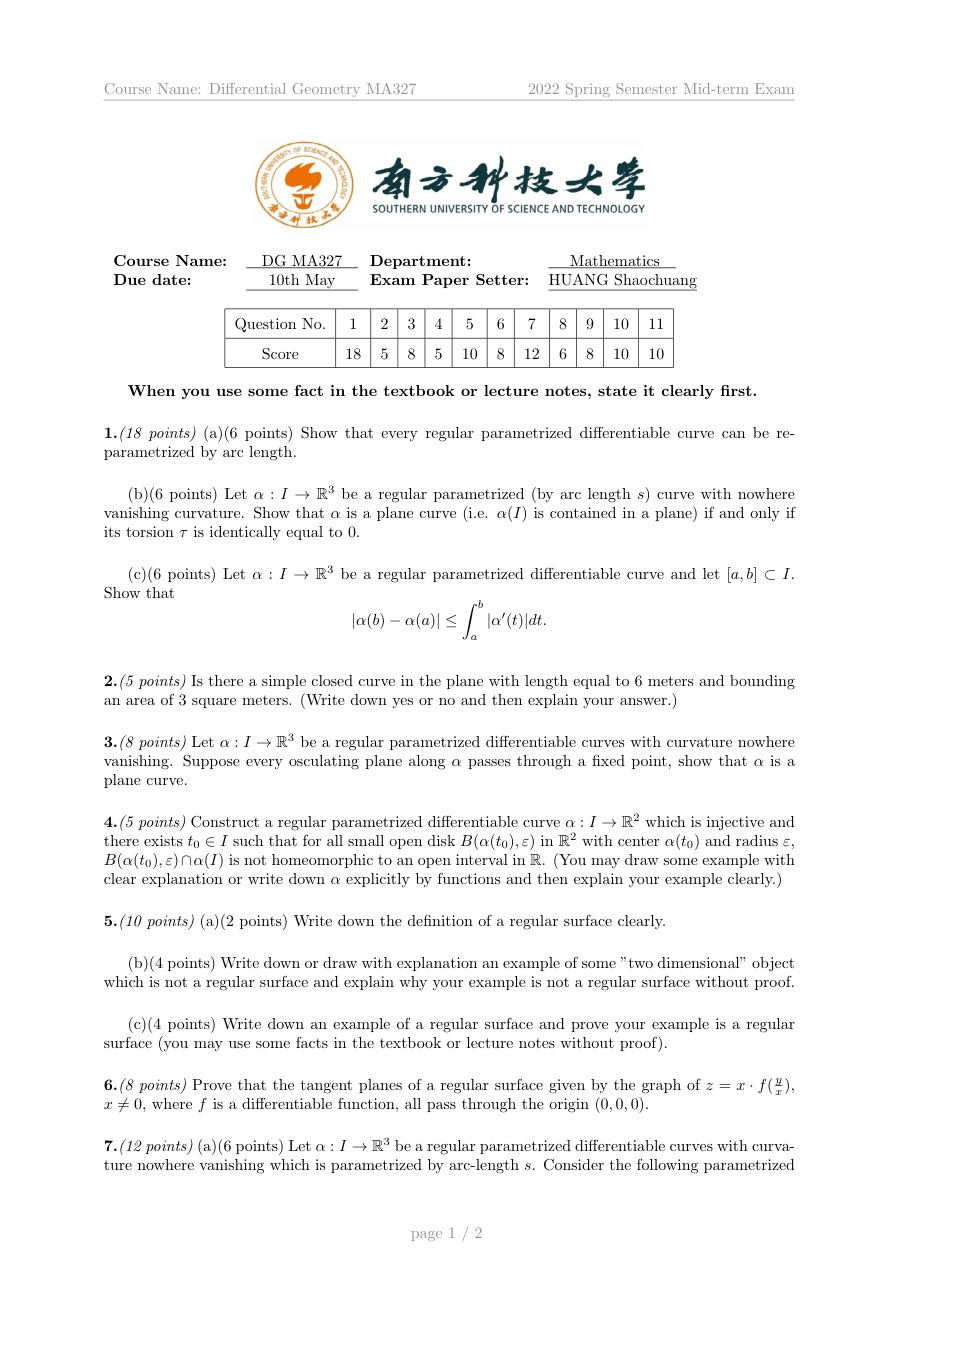 Course Name: Differential Geometry MA327 2022 Spring Semester Mid-term Exam
SOUTHERN UNIVERSITY OF SCIENCE AND TECHNOLOGY
南方科技大学
南方科技大学
SOUTHERN UNIVERSITY OF SCIENCE AND TECHNOLOGY
Course Name: DG MA327 Department: Mathematics
Due date: 10th May Exam Paper Setter: HUANG Shaochuang
Question No. 1 2 3 4 5 6 7 8 9 10 11
Score 18 5 8 5 10 8 12 6 8 10 10
When you use some fact in the textbook or lecture notes, state it clearly first.
1.(18 points) (a)(6 points) Show that every regular parametrized differentiable curve can be re-
parametrized by arc length.
(b)(6 points) Let α : I → ℝ³ be a regular parametrized (by arc length s) curve with nowhere
vanishing curvature. Show that α is a plane curve (i.e. α(I) is contained in a plane) if and only if
its torsion τ is identically equal to 0.
(c)(6 points) Let α : I → ℝ³ be a regular parametrized differentiable curve and let [a, b] ⊂ I.
Show that
|α(b) − α(a)| ≤ ∫ₐᵇ |α′(t)|dt.
2.(5 points) Is there a simple closed curve in the plane with length equal to 6 meters and bounding
an area of 3 square meters. (Write down yes or no and then explain your answer.)
3.(8 points) Let α : I → ℝ³ be a regular parametrized differentiable curves with curvature nowhere
vanishing. Suppose every osculating plane along α passes through a fixed point, show that α is a
plane curve.
4.(5 points) Construct a regular parametrized differentiable curve α : I → ℝ² which is injective and
there exists t₀ ∈ I such that for all small open disk B(α(t₀), ε) in ℝ² with center α(t₀) and radius ε,
B(α(t₀), ε) ∩ α(I) is not homeomorphic to an open interval in ℝ. (You may draw some example with
clear explanation or write down α explicitly by functions and then explain your example clearly.)
5.(10 points) (a)(2 points) Write down the definition of a regular surface clearly.
(b)(4 points) Write down or draw with explanation an example of some ”two dimensional” object
which is not a regular surface and explain why your example is not a regular surface without proof.
(c)(4 points) Write down an example of a regular surface and prove your example is a regular
surface (you may use some facts in the textbook or lecture notes without proof).
6.(8 points) Prove that the tangent planes of a regular surface given by the graph of z = x · f(y/x),
x ≠ 0, where f is a differentiable function, all pass through the origin (0, 0, 0).
7.(12 points) (a)(6 points) Let α : I → ℝ³ be a regular parametrized differentiable curves with curva-
ture nowhere vanishing which is parametrized by arc-length s. Consider the following parametrized
page 1 / 2